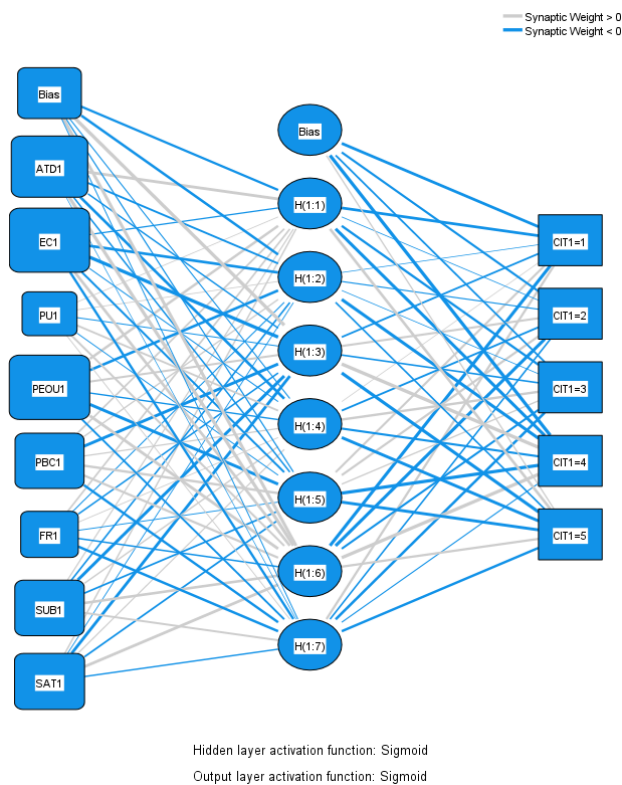 Synaptic Weight > 0
Synaptic Weight < 0
Bias
ATD1
EC1
PU1
PEOU1
PBC1
FR1
SUB1
SAT1
Bias
H(1:1)
H(1:2)
H(1:3)
H(1:4)
H(1:5)
H(1:6)
H(1:7)
CIT1=1
CIT1=2
CIT1=3
CIT1=4
CIT1=5
Hidden layer activation function: Sigmoid
Output layer activation function: Sigmoid